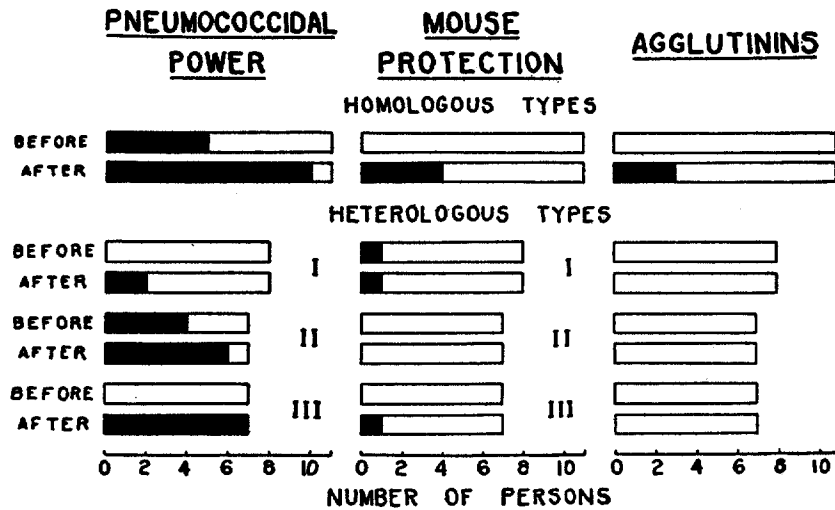 PNEUMOCOCCIDAL POWER
MOUSE PROTECTION
AGGLUTININS
HOMOLOGOUS TYPES
BEFORE
AFTER
HETEROLOGOUS TYPES
BEFORE
AFTER
I
I
BEFORE
AFTER
II
II
BEFORE
AFTER
III
III
0 2 4 6 8 10
0 2 4 6 8 10
0 2 4 6 8 10
NUMBER OF PERSONS